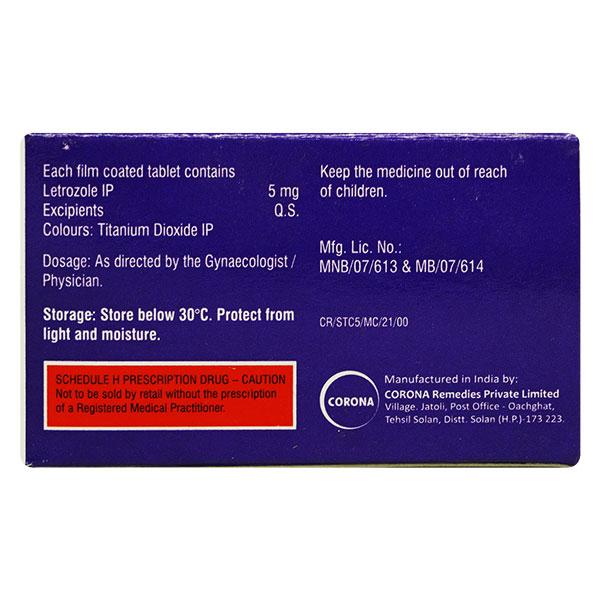 Each film coated tablet contains
Letrozole IP 5 mg
Excipients Q.S.
Colours: Titanium Dioxide IP
Dosage: As directed by the Gynaecologist /
Physician.
Storage: Store below 30°C. Protect from
light and moisture.
SCHEDULE H PRESCRIPTION DRUG – CAUTION
Not to be sold by retail without the prescription
of a Registered Medical Practitioner.
Keep the medicine out of reach
of children.
Mfg. Lic. No.:
MNB/07/613 & MB/07/614
CR/STC5/MC/21/00
CORONA
Manufactured in India by:
CORONA Remedies Private Limited
Village. Jatoli, Post Office - Oachghat,
Tehsil Solan, Distt. Solan (H.P.)-173 223.